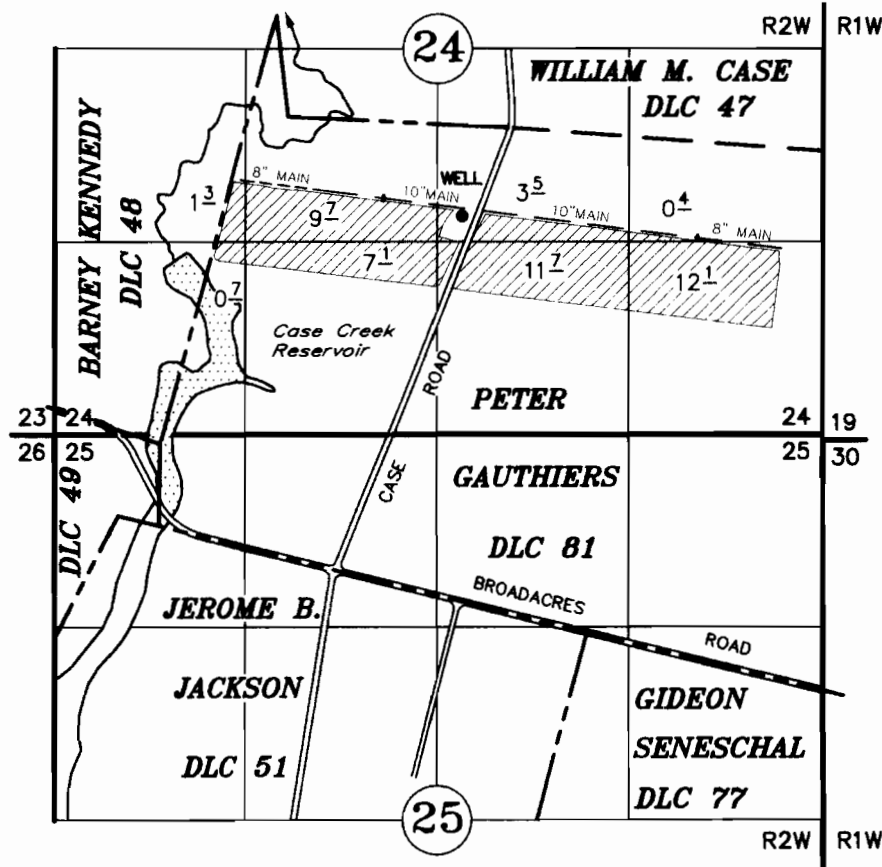 R2W R1W
24
WILLIAM M. CASE
DLC 47
BARNEY KENNEDY
DLC 48
8" MAIN
10" MAIN
WELL
10" MAIN
8" MAIN
1 3
9 7
3 5
0 4
7 1
11 7
12 1
0 7
Case Creek
Reservoir
CASE ROAD
PETER
GAUTHIERS
DLC 81
23 24
26 25
24 19
25 30
DLC 49
BROADACRES ROAD
JEROME B.
JACKSON
DLC 51
GIDEON
SENESCHAL
DLC 77
25
R2W R1W